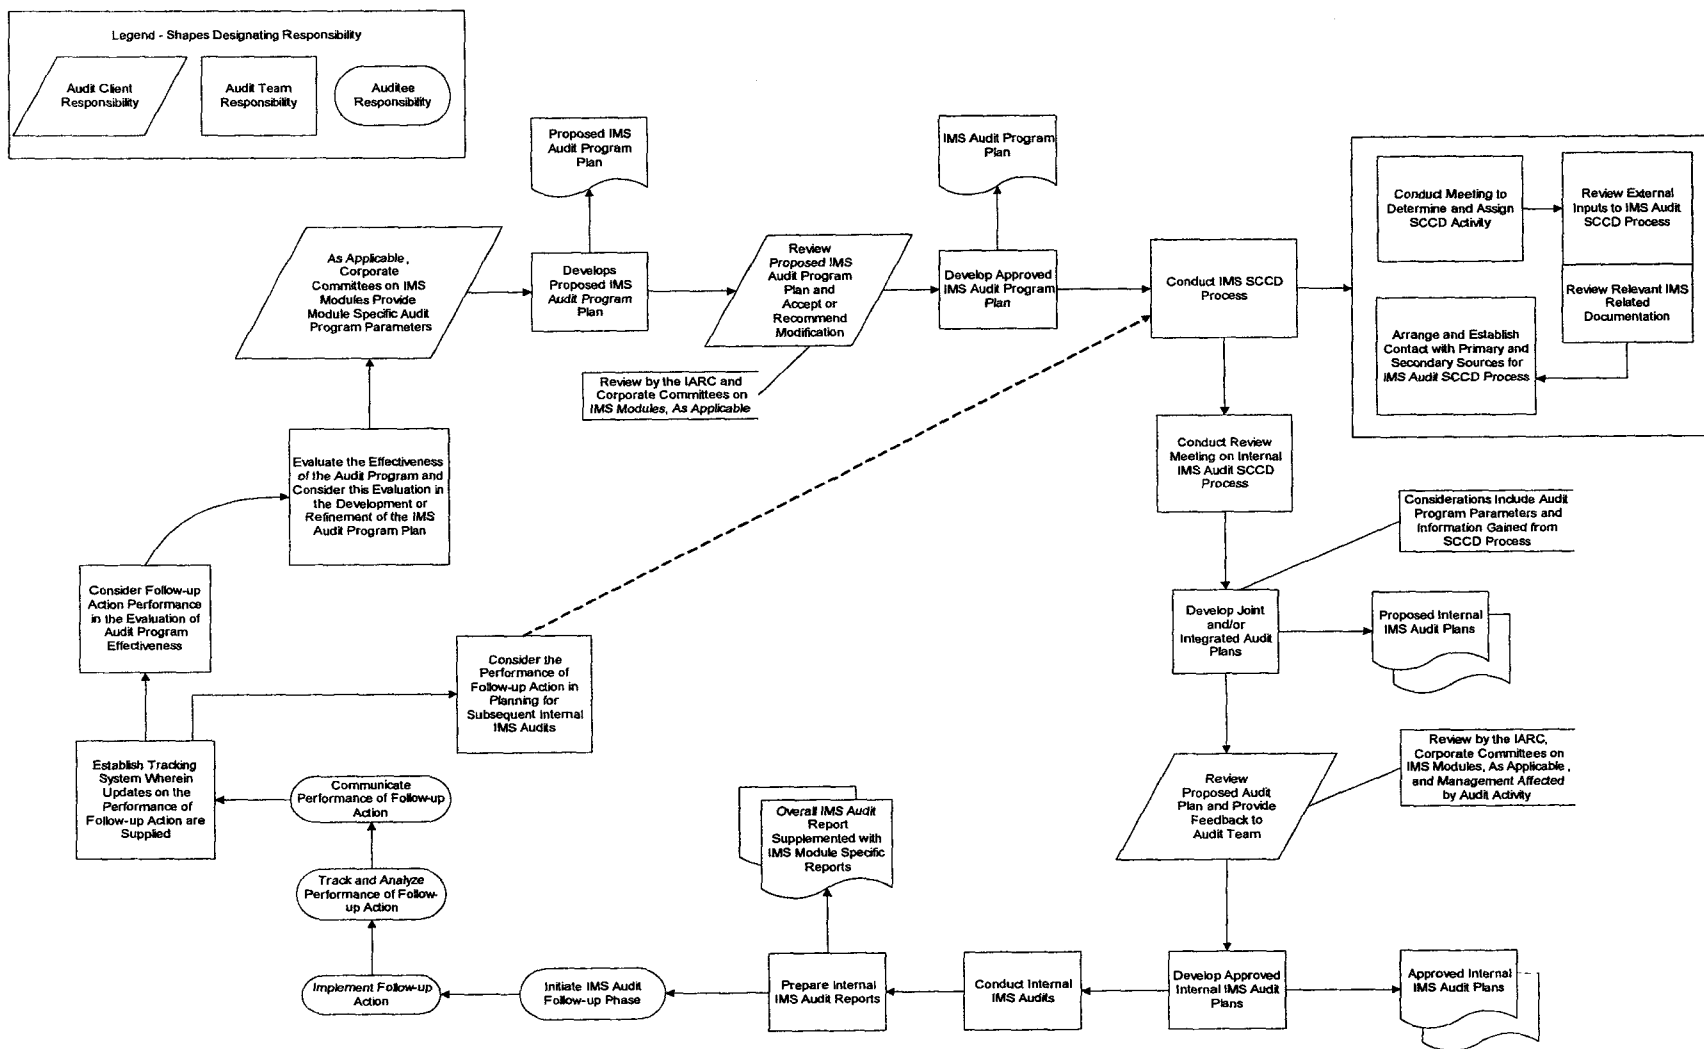 Legend - Shapes Designating Responsibility
Audit Client
Responsibility
Audit Team
Responsibility
Auditee
Responsibility
Proposed IMS
Audit Program
Plan
IMS Audit Program
Plan
Conduct Meeting to
Determine and Assign
SCCD Activity
Review External
Inputs to IMS Audit
SCCD Process
As Applicable,
Corporate
Committees on IMS
Modules Provide
Module Specific Audit
Program Parameters
Develops
Proposed IMS
Audit Program
Plan
Review
Proposed IMS
Audit Program
Plan and
Accept or
Recommend
Modification
Develop Approved
IMS Audit Program
Plan
Conduct IMS SCCD
Process
Review Relevant IMS
Related
Documentation
Arrange and Establish
Contact with Primary and
Secondary Sources for
IMS Audit SCCD Process
Review by the IARC and
Corporate Committees on
IMS Modules, As Applicable
Evaluate the Effectiveness
of the Audit Program and
Consider this Evaluation in
the Development or
Refinement of the IMS
Audit Program Plan
Conduct Review
Meeting on Internal
IMS Audit SCCD
Process
Considerations Include Audit
Program Parameters and
Information Gained from
SCCD Process
Consider Follow-up
Action Performance
in the Evaluation of
Audit Program
Effectiveness
Develop Joint
and/or
Integrated Audit
Plans
Proposed Internal
IMS Audit Plans
Consider the
Performance of
Follow-up Action in
Planning for
Subsequent Internal
IMS Audits
Establish Tracking
System Wherein
Updates on the
Performance of
Follow-up Action are
Supplied
Communicate
Performance of Follow-up
Action
Review
Proposed Audit
Plan and Provide
Feedback to
Audit Team
Review by the IARC,
Corporate Committees on
IMS Modules, As Applicable,
and Management Affected
by Audit Activity
Overall IMS Audit
Report
Supplemented with
IMS Module Specific
Reports
Track and Analyze
Performance of Follow-
up Action
Implement Follow-up
Action
Initiate IMS Audit
Follow-up Phase
Prepare Internal
IMS Audit Reports
Conduct Internal
IMS Audits
Develop Approved
Internal IMS Audit
Plans
Approved Internal
IMS Audit Plans